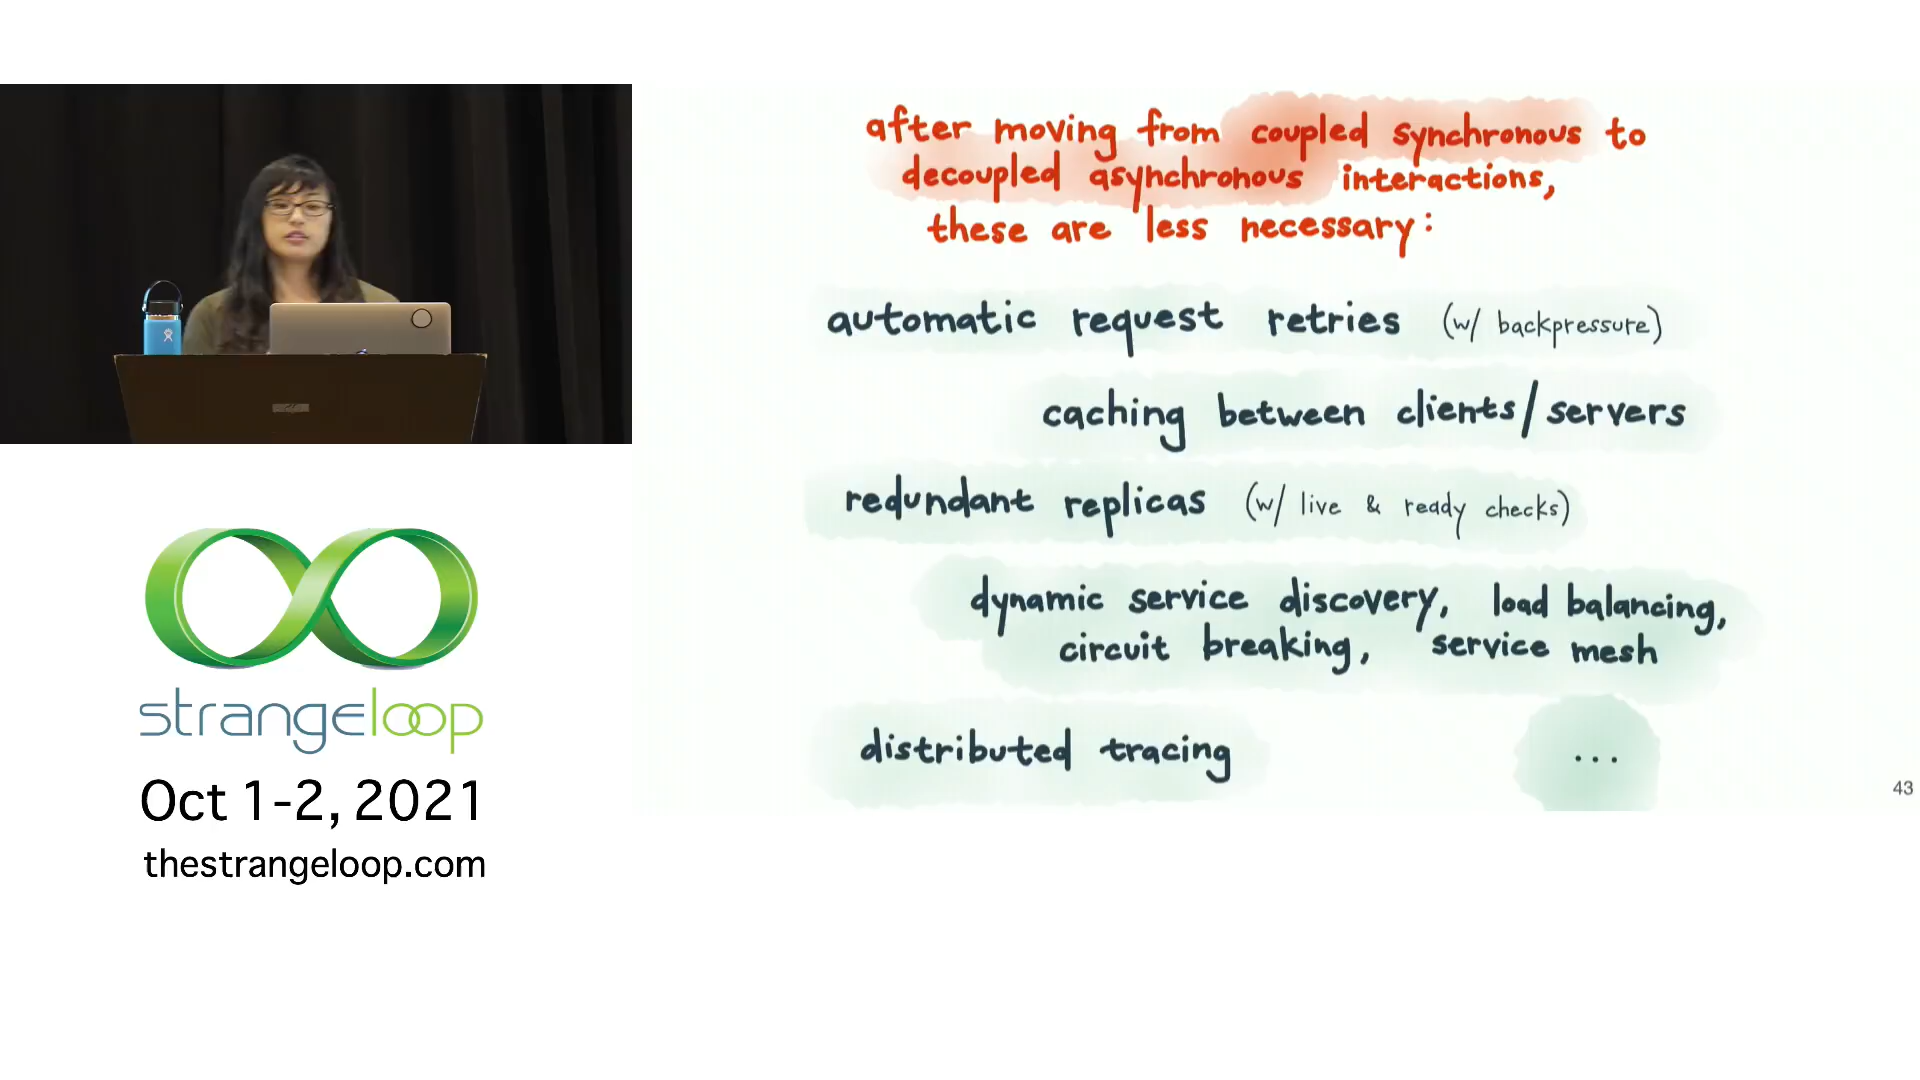 after moving from coupled synchronous to
decoupled asynchronous interactions,
these are less necessary:
automatic request retries (w/ backpressure)
caching between clients/servers
redundant replicas (w/ live & ready checks)
dynamic service discovery, load balancing,
circuit breaking, service mesh
distributed tracing ...
43
strangeloop
Oct 1-2, 2021
thestrangeloop.com